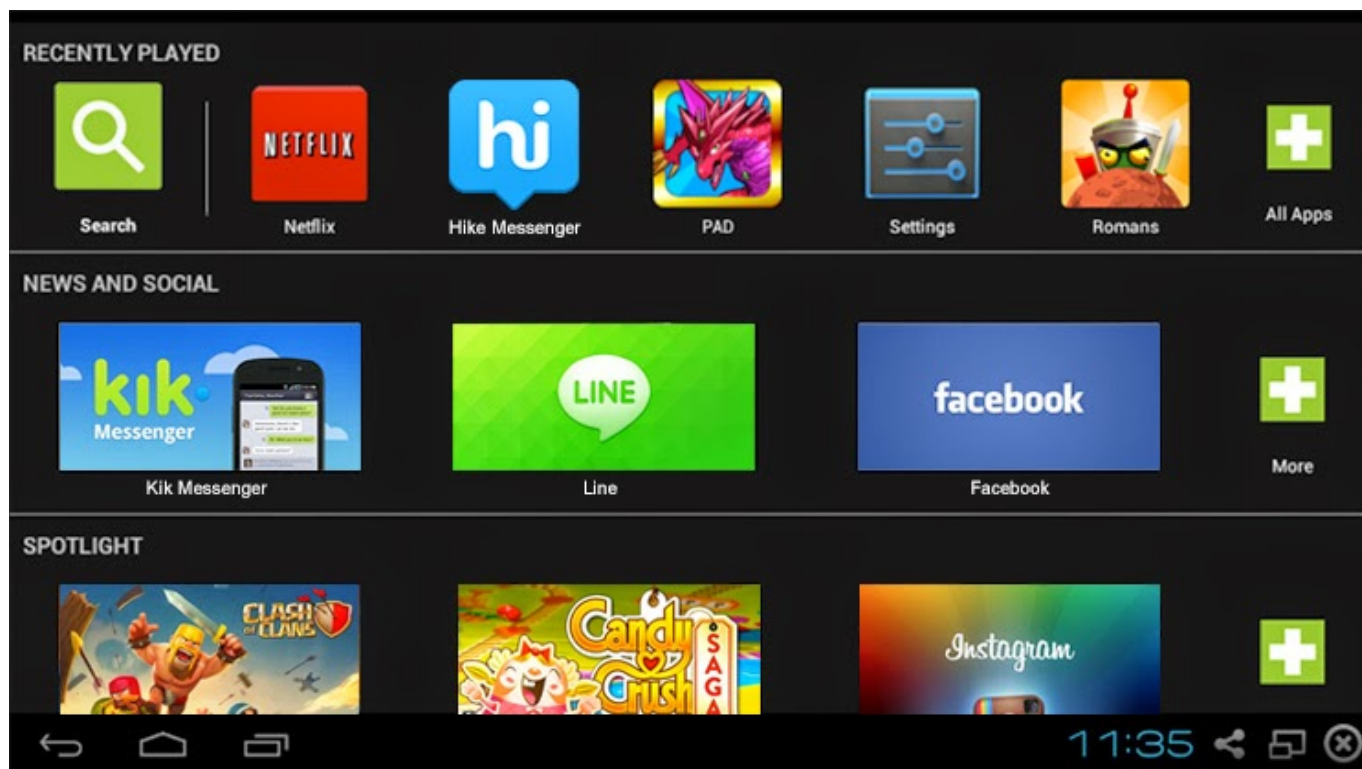 RECENTLY PLAYED
NETFLIX
hi
Search
Netflix
Hike Messenger
PAD
Settings
Romans
All Apps
NEWS AND SOCIAL
kik
Messenger
LINE
facebook
Kik Messenger
Line
Facebook
More
SPOTLIGHT
CLASH
OF CLANS
Candy
Crush
SAGA
Instagram
11:35